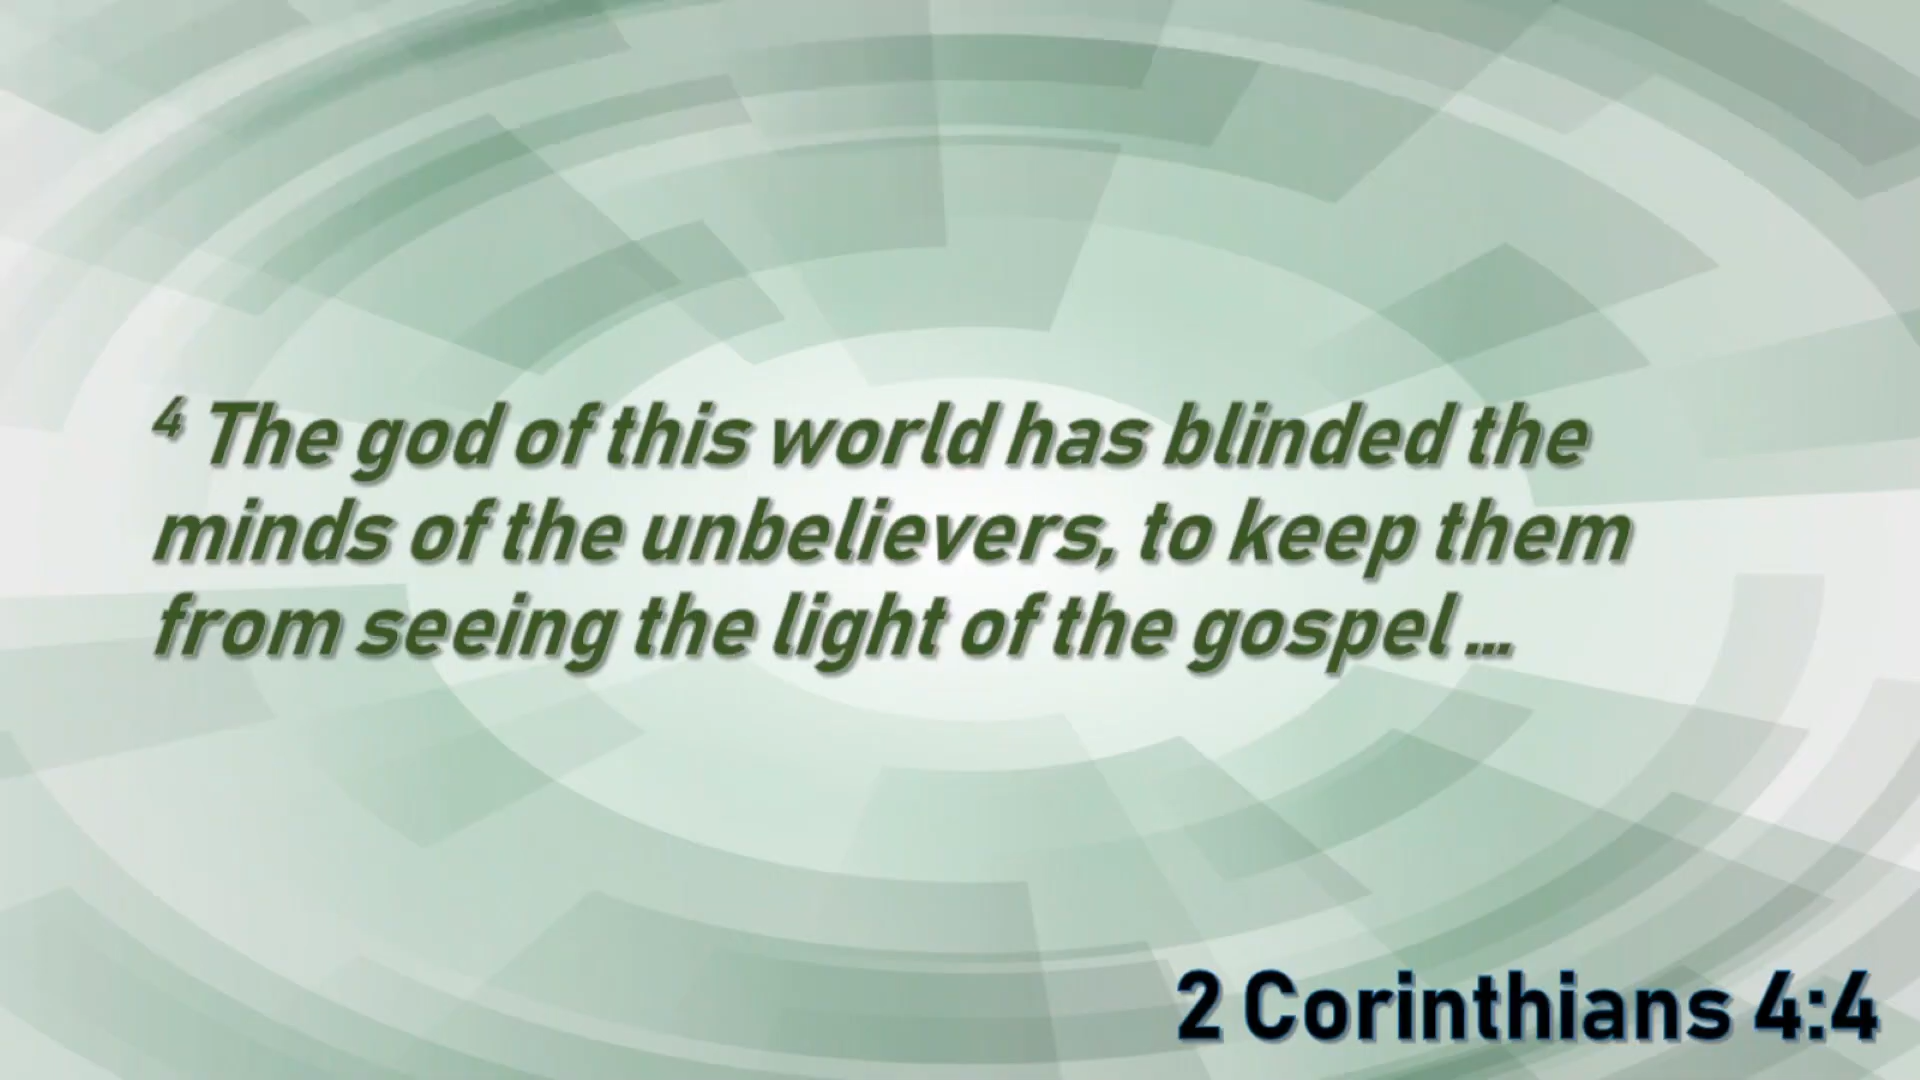 4 The god of this world has blinded the
minds of the unbelievers, to keep them
from seeing the light of the gospel ...
2 Corinthians 4:4